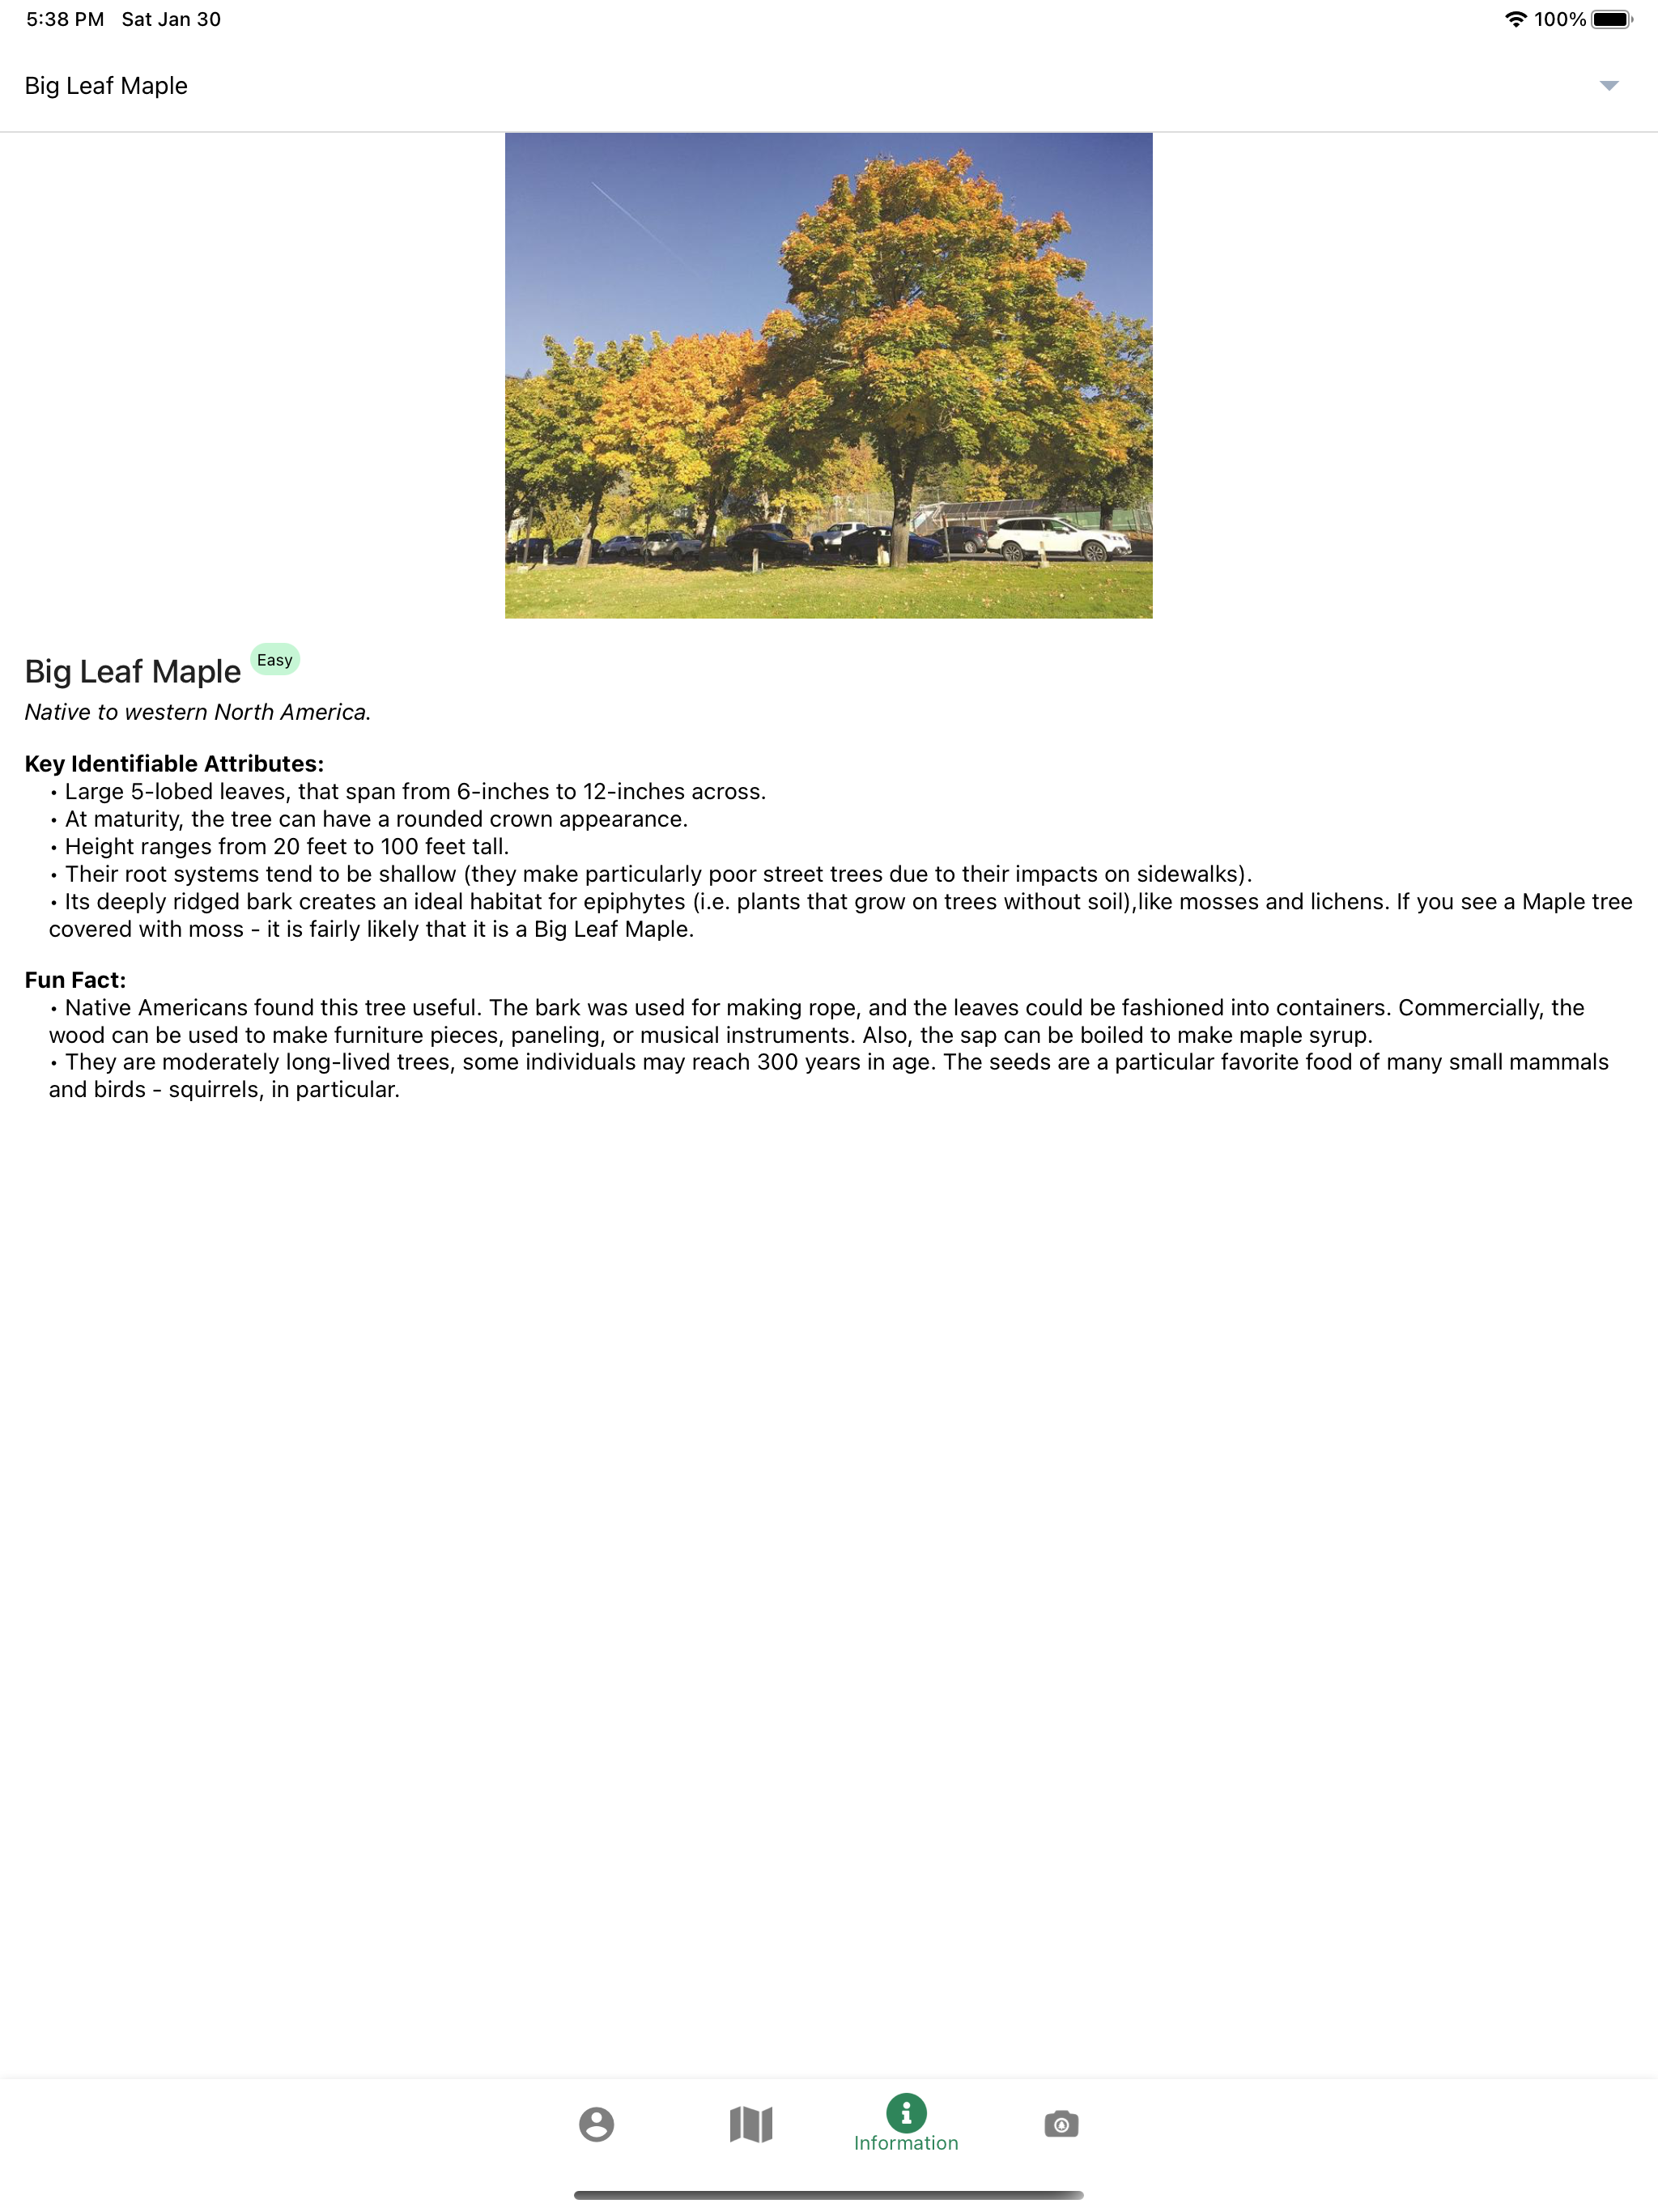 5:38 PM Sat Jan 30
100%
Big Leaf Maple
Big Leaf Maple Easy
Native to western North America.
Key Identifiable Attributes:
• Large 5-lobed leaves, that span from 6-inches to 12-inches across.
• At maturity, the tree can have a rounded crown appearance.
• Height ranges from 20 feet to 100 feet tall.
• Their root systems tend to be shallow (they make particularly poor street trees due to their impacts on sidewalks).
• Its deeply ridged bark creates an ideal habitat for epiphytes (i.e. plants that grow on trees without soil),like mosses and lichens. If you see a Maple tree
covered with moss - it is fairly likely that it is a Big Leaf Maple.
Fun Fact:
• Native Americans found this tree useful. The bark was used for making rope, and the leaves could be fashioned into containers. Commercially, the
wood can be used to make furniture pieces, paneling, or musical instruments. Also, the sap can be boiled to make maple syrup.
• They are moderately long-lived trees, some individuals may reach 300 years in age. The seeds are a particular favorite food of many small mammals
and birds - squirrels, in particular.
Information